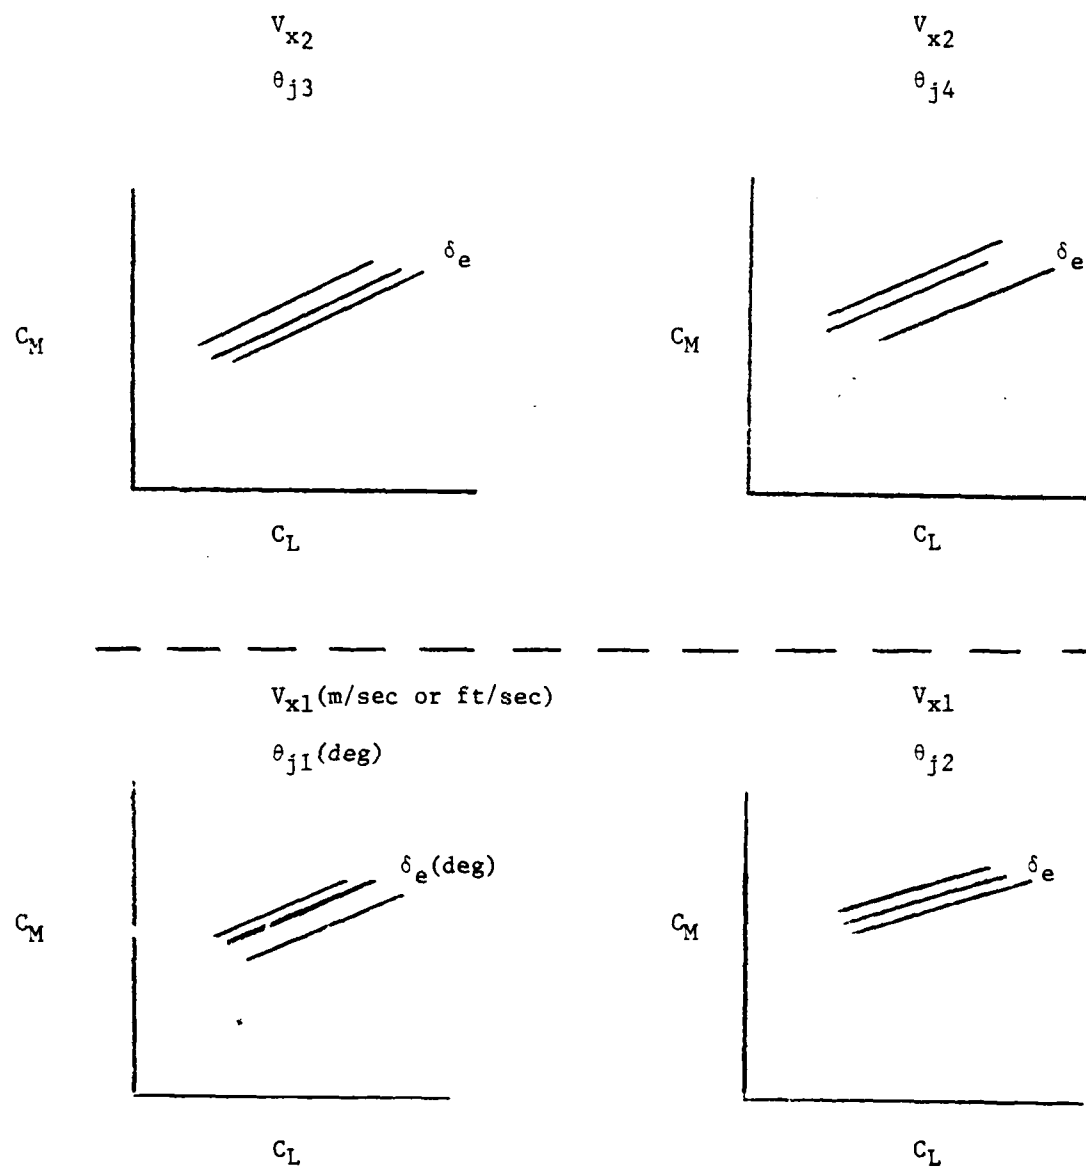 V_x2
θ_j3
C_M
δ_e
C_L
V_x2
θ_j4
C_M
δ_e
C_L
V_x1(m/sec or ft/sec)
θ_j1(deg)
C_M
δ_e(deg)
C_L
V_x1
θ_j2
C_M
δ_e
C_L